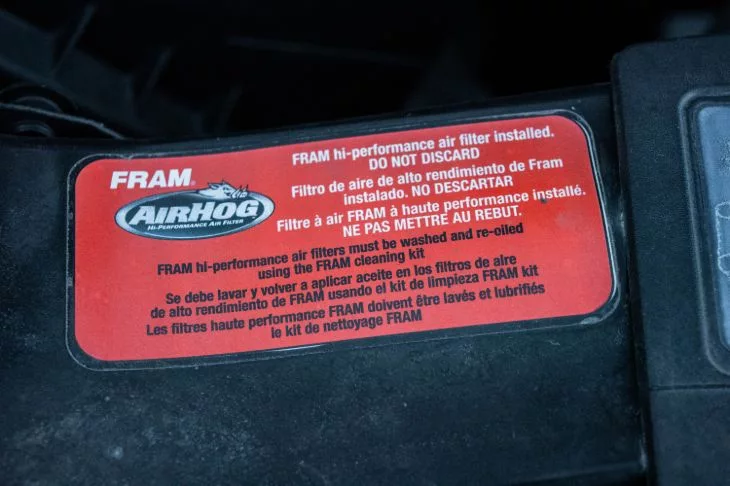 FRAM
AIRHOG
HI-PERFORMANCE AIR FILTER
FRAM hi-performance air filter installed.
DO NOT DISCARD
Filtro de aire de alto rendimiento de Fram
instalado. NO DESCARTAR
Filtre à air FRAM à haute performance installé.
NE PAS METTRE AU REBUT.
FRAM hi-performance air filters must be washed and re-oiled
using the FRAM cleaning kit
Se debe lavar y volver a aplicar aceite en los filtros de aire
de alto rendimiento de FRAM usando el kit de limpieza FRAM kit
Les filtres haute performance FRAM doivent être lavés et lubrifiés
le kit de nettoyage FRAM